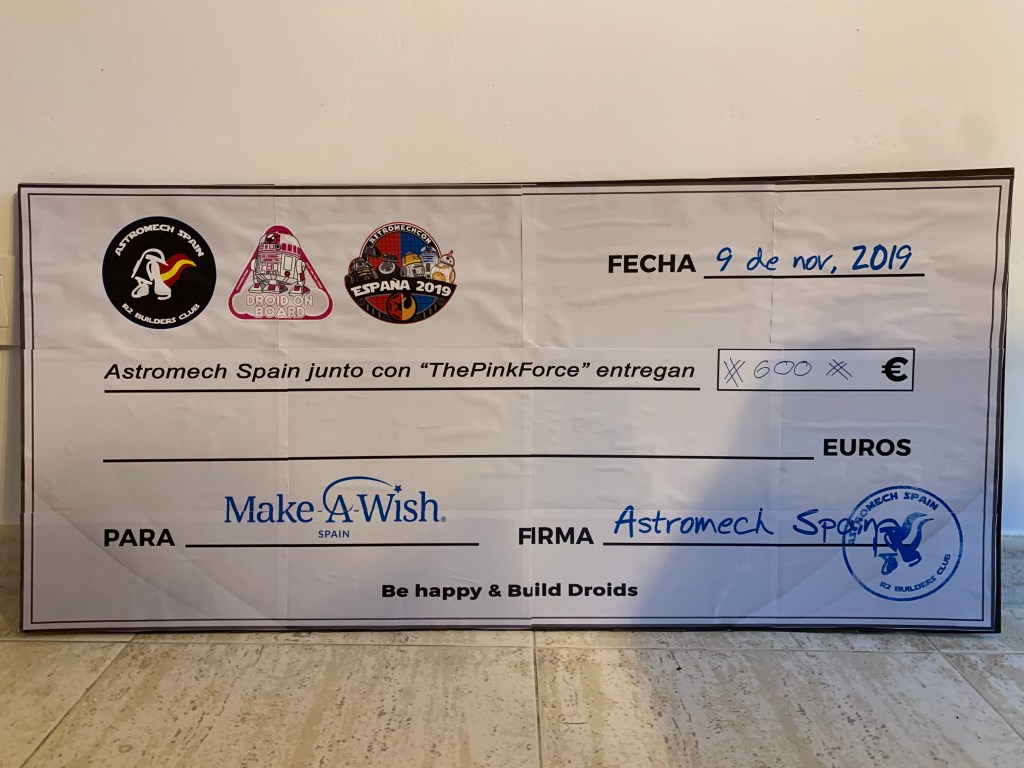 ASTROMECH SPAIN
R2 BUILDERS CLUB
DROID ON
BOARD
ASTROMECHCON
ESPAÑA 2019
FECHA 9 de nov, 2019
Astromech Spain junto con "ThePinkForce" entregan 600 €
EUROS
PARA Make-A-Wish® SPAIN
FIRMA Astromech Spain
ASTROMECH SPAIN
R2 BUILDERS CLUB
Be happy & Build Droids